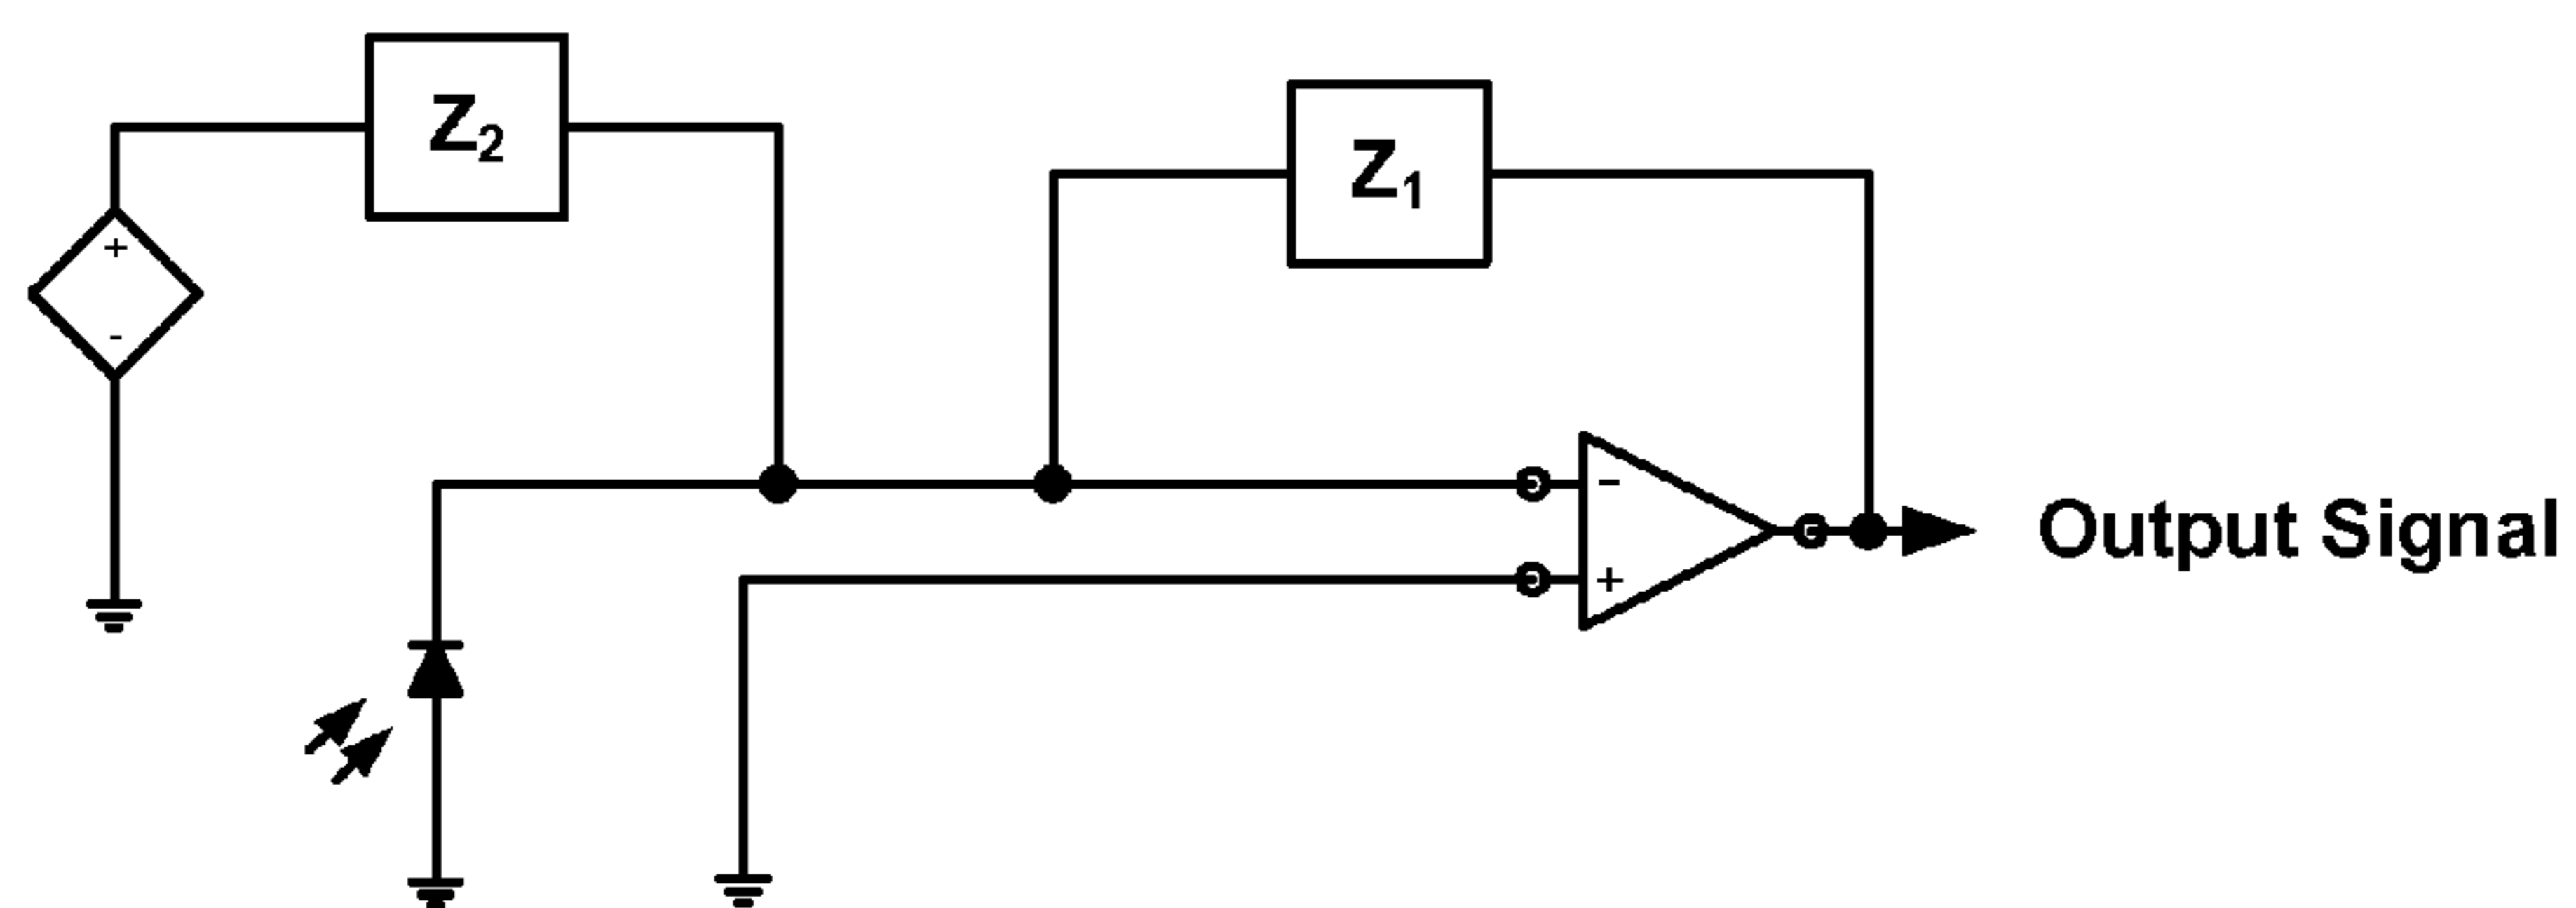 Z₂
Z₁
+
-
-
+
Output Signal